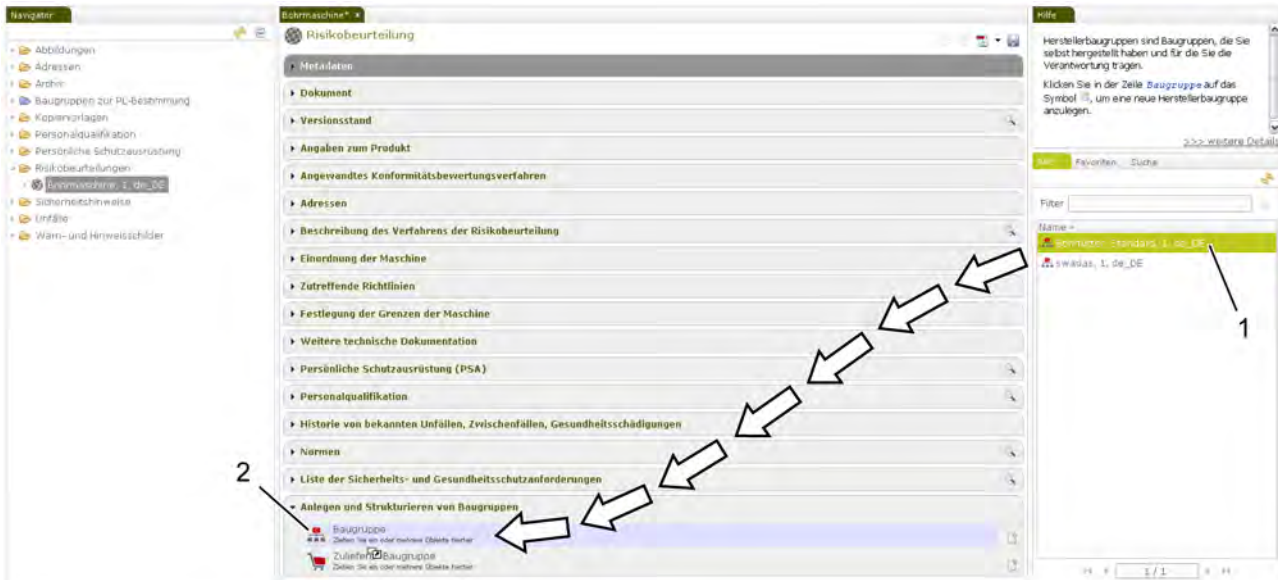 Navigator
Abbildungen
Adressen
Archiv
Baugruppen zur PL-Bestimmung
Kopiervorlagen
Personalqualifikation
Persönliche Schutzausrüstung
Risikobeurteilungen
Bohrmaschine, 1, de_DE
Sicherheitshinweise
Unfälle
Warn- und Hinweisschilder
Bohrmaschine* x
Risikobeurteilung
Metadaten
Dokument
Versionsstand
Angaben zum Produkt
Angewandtes Konformitätsbewertungsverfahren
Adressen
Beschreibung des Verfahrens der Risikobeurteilung
Einordnung der Maschine
Zutreffende Richtlinien
Festlegung der Grenzen der Maschine
Weitere technische Dokumentation
Persönliche Schutzausrüstung (PSA)
Personalqualifikation
Historie von bekannten Unfällen, Zwischenfällen, Gesundheitsschädigungen
Normen
Liste der Sicherheits- und Gesundheitsschutzanforderungen
2
Anlegen und Strukturieren von Baugruppen
Baugruppe
Ziehen Sie ein oder mehrere Objekte hierher
Baugruppe
Ziehen Sie ein oder mehrere Objekte hierher
Hilfe
Herstellerbaugruppen sind Baugruppen, die Sie
selbst hergestellt haben und für die Sie die
Verantwortung tragen.
Klicken Sie in der Zeile Baugruppe auf das
Symbol , um eine neue Herstellerbaugruppe
anzulegen.
>>> weitere Details
Favoriten Suche
Filter
Name
Standard, 1, de_DE
swadas, 1, de_DE
1
1 / 1